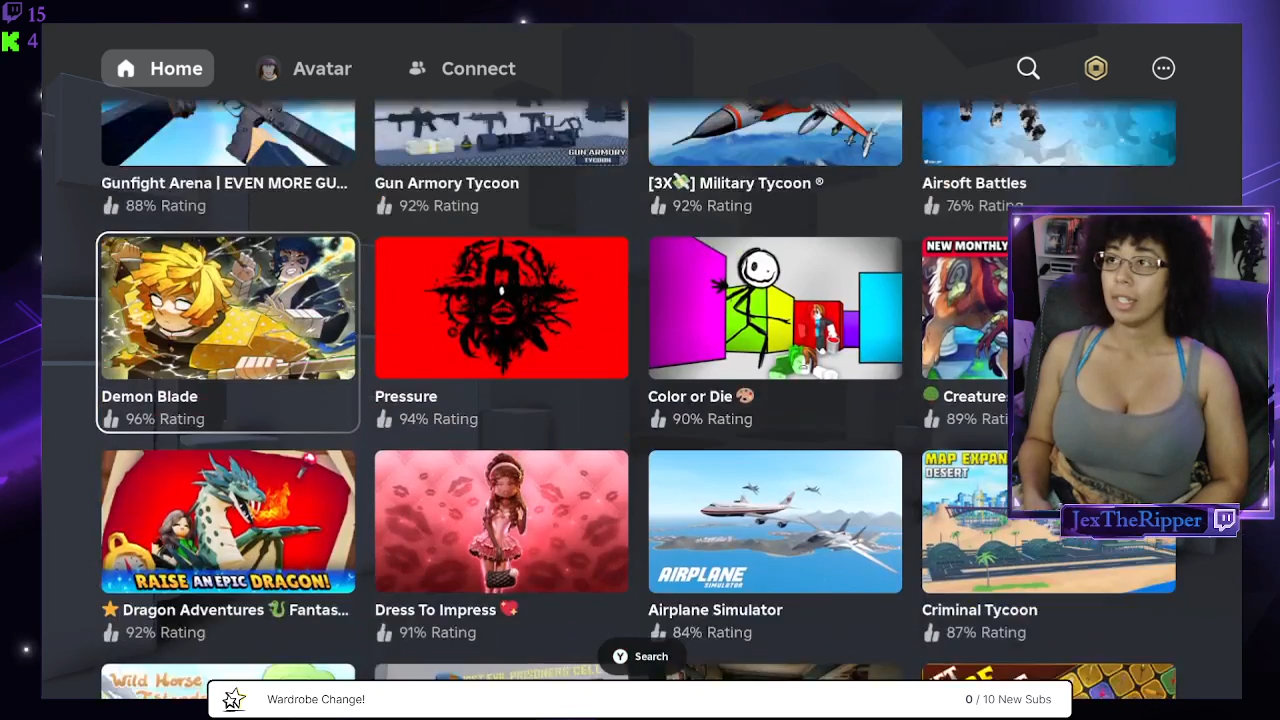 15
4
Home
Avatar
Connect
GUN ARMORY
TYCOON
Gunfight Arena | EVEN MORE GU...
Gun Armory Tycoon
[3X💸] Military Tycoon ®
Airsoft Battles
88% Rating
92% Rating
92% Rating
76% Rating
NEW MONTHLY
Demon Blade
Pressure
Color or Die 🎨
Creature
96% Rating
94% Rating
90% Rating
89% Rati
MAP EXPAN
DESERT
JexTheRipper
RAISE AN EPIC DRAGON!
AIRPLANE
SIMULATOR
⭐ Dragon Adventures 🐉 Fantas...
Dress To Impress 💖
Airplane Simulator
Criminal Tycoon
92% Rating
91% Rating
84% Rating
87% Rating
Y Search
Wild Horse
Wardrobe Change!
0 / 10 New Subs